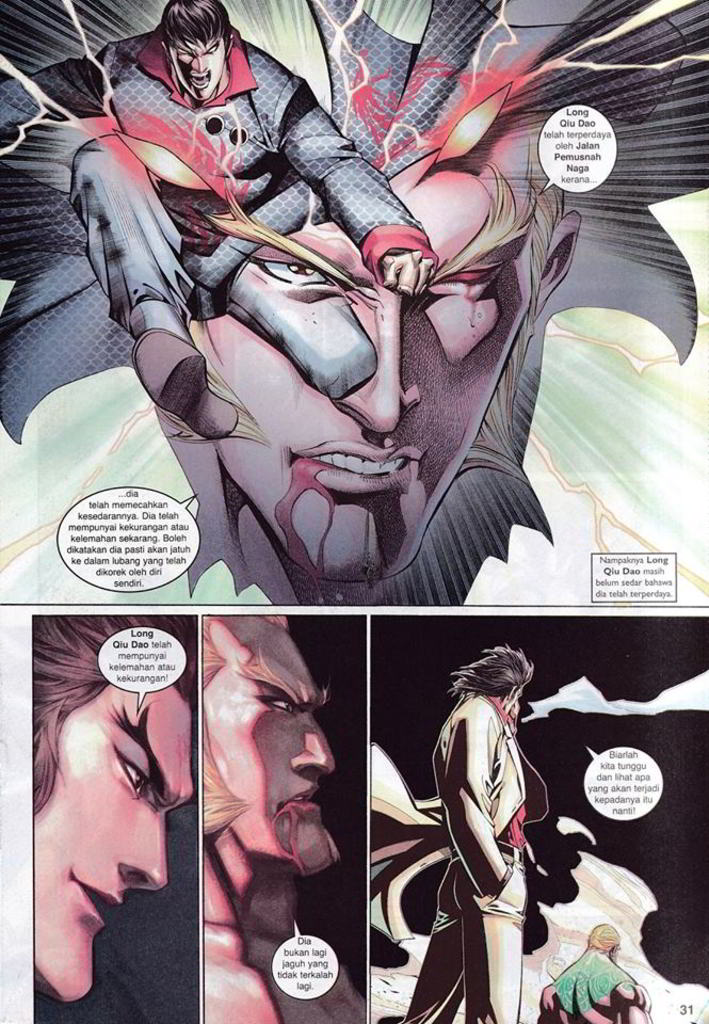 Long
Qiu Dao
telah terperdaya
oleh Jalan
Pemusnah
Naga
kerana...
...dia
telah memecahkan
kesedarannya. Dia telah
mempunyai kekurangan atau
kelemahan sekarang. Boleh
dikatakan dia pasti akan jatuh
ke dalam lubang yang telah
dikorek oleh diri
sendiri.
Nampaknya Long
Qiu Dao masih
belum sedar bahawa
dia telah terperdaya.
Long
Qiu Dao telah
mempunyai
kelemahan atau
kekurangan!
Dia
bukan lagi
jaguh yang
tidak terkalah
lagi.
Biarlah
kita tunggu
dan lihat apa
yang akan terjadi
kepadanya itu
nanti!
31